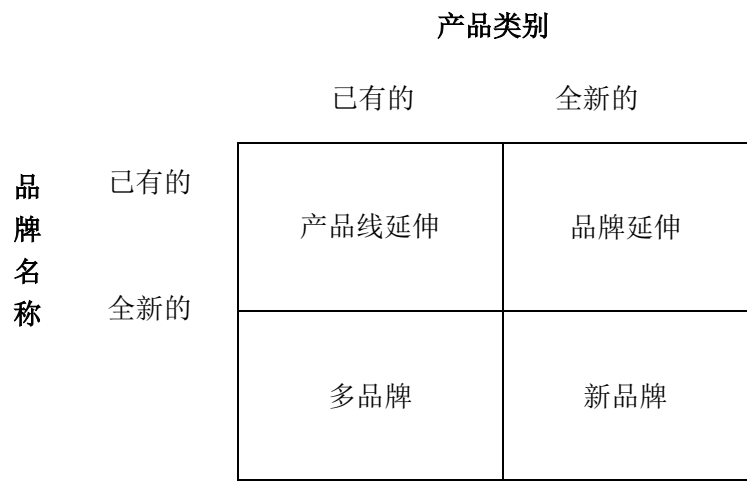 产品类别
已有的 全新的
品牌名称
已有的
产品线延伸 品牌延伸
全新的
多品牌 新品牌